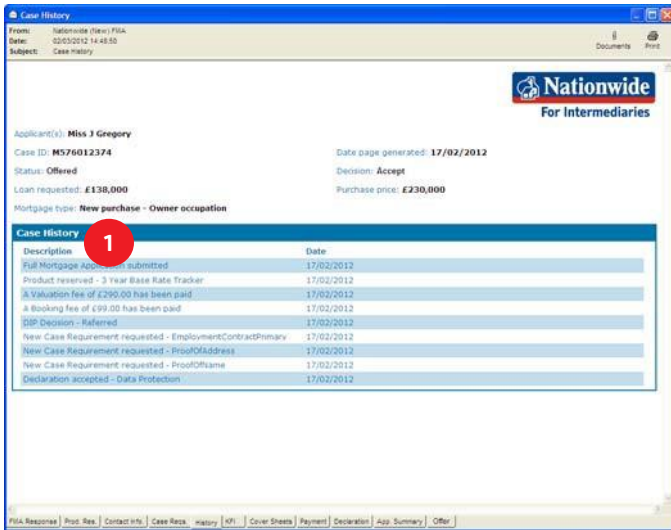 Case History
From: Nationwide (New) FMA
Date: 02/03/2012 14:48:50
Subject: Case History
Documents Print
Nationwide
For Intermediaries
Applicant(s): Miss J Gregory
Case ID: M576012374 Date page generated: 17/02/2012
Status: Offered Decision: Accept
Loan requested: £138,000 Purchase price: £230,000
Mortgage type: New purchase - Owner occupation
Case History
1
Description Date
Full Mortgage Application submitted 17/02/2012
Product reserved - 3 Year Base Rate Tracker 17/02/2012
A Valuation fee of £290.00 has been paid 17/02/2012
A Booking fee of £99.00 has been paid 17/02/2012
DIP Decision - Referred 17/02/2012
New Case Requirement requested - EmploymentContractPrimary 17/02/2012
New Case Requirement requested - ProofOfAddress 17/02/2012
New Case Requirement requested - ProofOfName 17/02/2012
Declaration accepted - Data Protection 17/02/2012
FMA Response Prod. Res. Contact Info. Case Reqs. History KFI Cover Sheets Payment Declaration App. Summary Offer